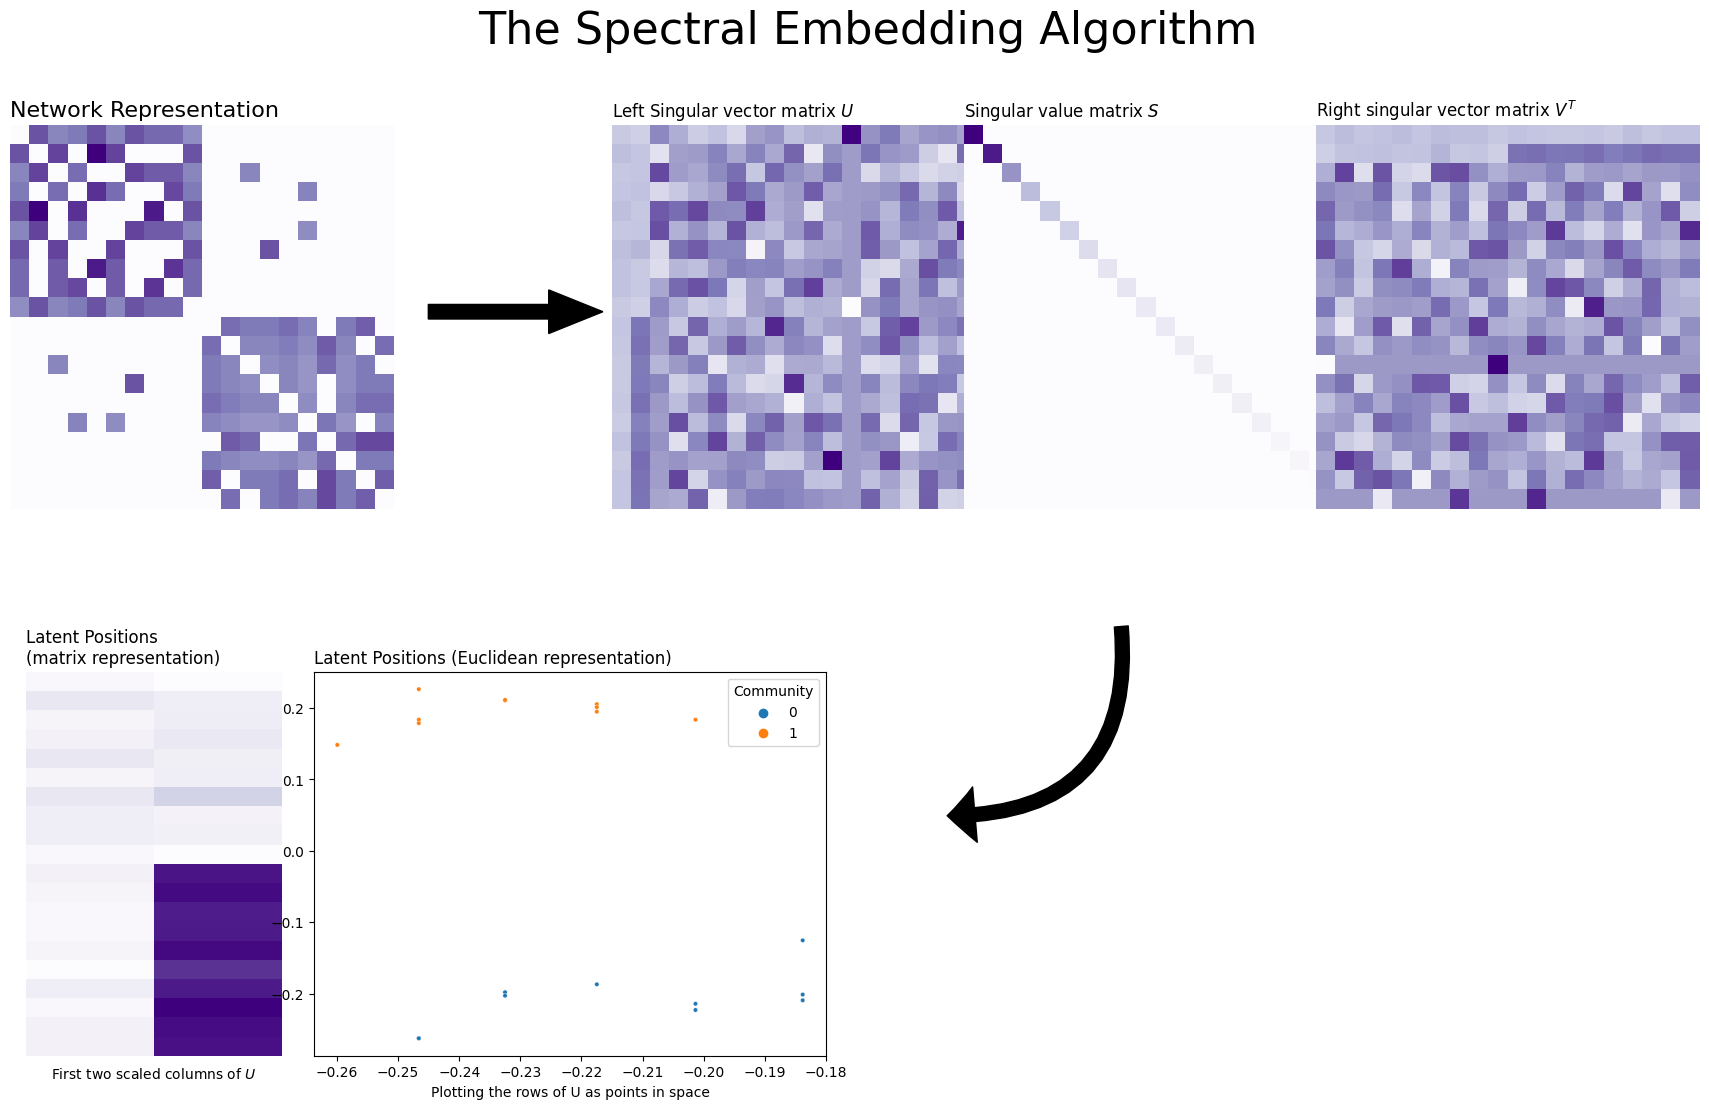 The Spectral Embedding Algorithm
Network Representation
Left Singular vector matrix U
Singular value matrix S
Right singular vector matrix V^T
Latent Positions
(matrix representation)
First two scaled columns of U
Latent Positions (Euclidean representation)
Community
0
1
0.2
0.1
0.0
−0.1
−0.2
−0.26 −0.25 −0.24 −0.23 −0.22 −0.21 −0.20 −0.19 −0.18
Plotting the rows of U as points in space